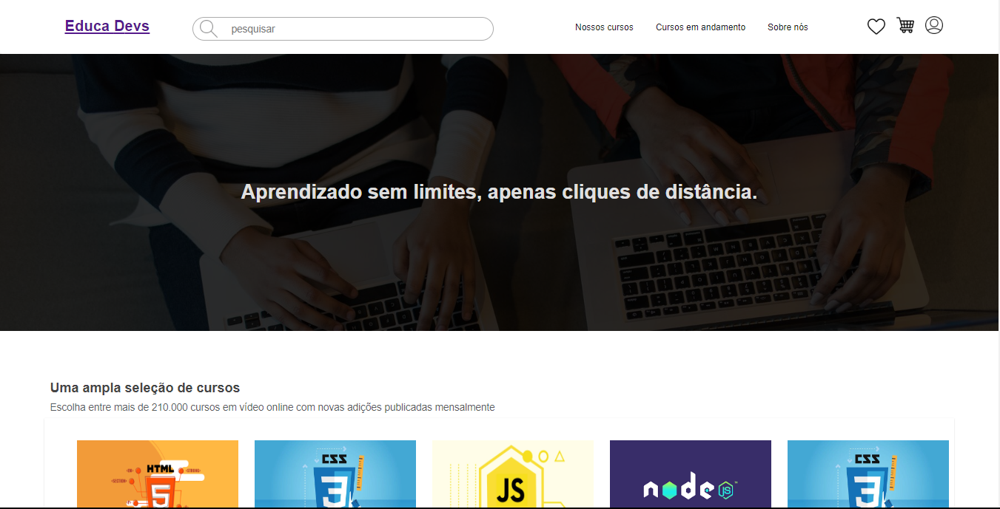 Educa Devs
pesquisar
Nossos cursos
Cursos em andamento
Sobre nós
Aprendizado sem limites, apenas cliques de distância.
Uma ampla seleção de cursos
Escolha entre mais de 210.000 cursos em vídeo online com novas adições publicadas mensalmente
HTML
5
CSS
3
JS
node
JS
CSS
3